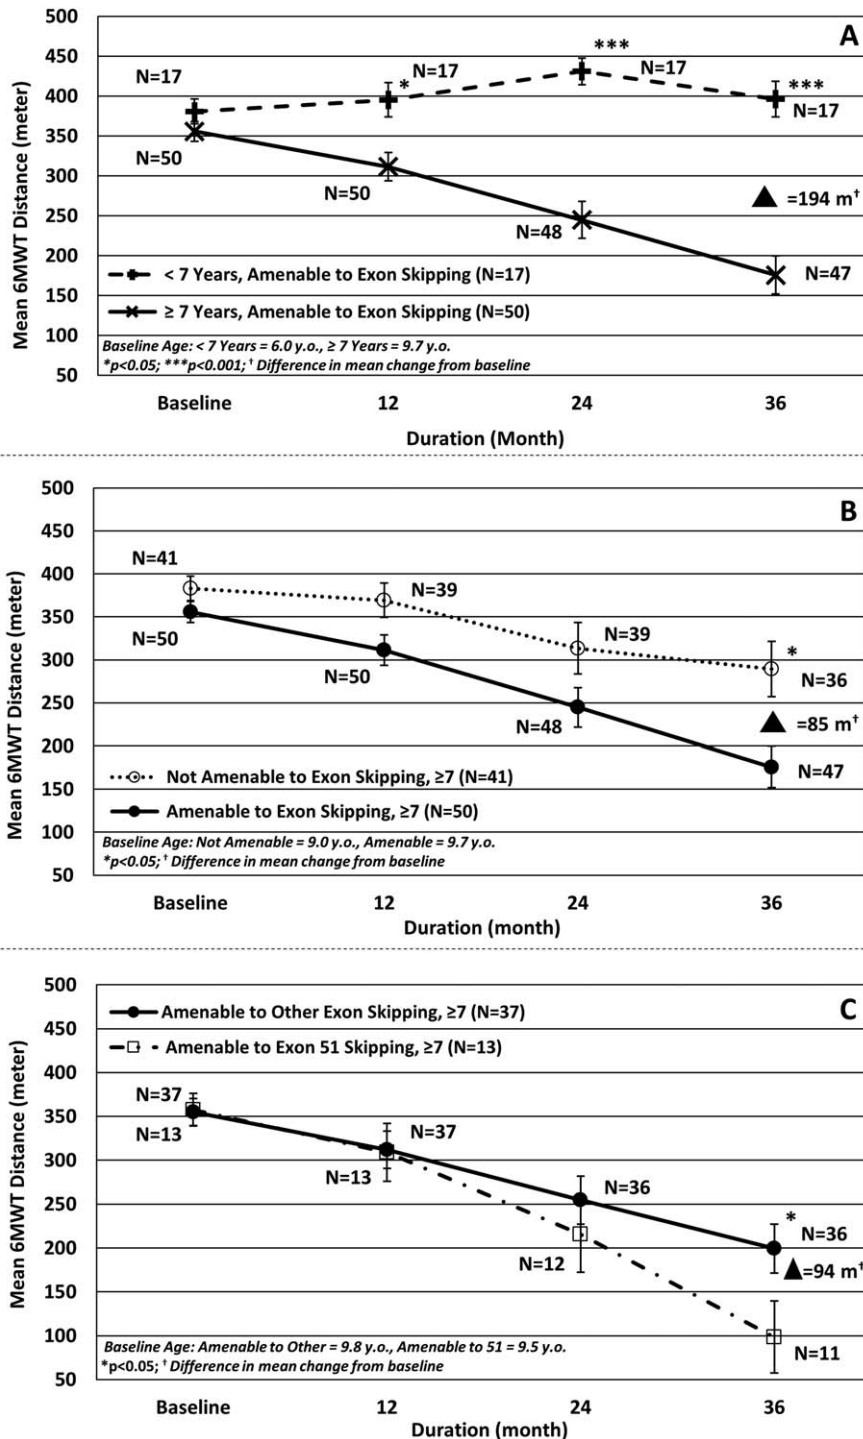 A
Mean 6MWT Distance (meter)
500
450
400
350
300
250
200
150
100
50
N=17
N=50
*
N=17
N=50
***
N=17
N=48
***
N=17
▲ =194 m†
N=47
< 7 Years, Amenable to Exon Skipping (N=17)
≥ 7 Years, Amenable to Exon Skipping (N=50)
Baseline Age: < 7 Years = 6.0 y.o., ≥ 7 Years = 9.7 y.o.
*p<0.05; ***p<0.001; † Difference in mean change from baseline
Baseline 12 24 36
Duration (Month)
B
Mean 6MWT Distance (meter)
500
450
400
350
300
250
200
150
100
50
N=41
N=50
N=39
N=50
N=39
N=48
*
N=36
▲ =85 m†
N=47
Not Amenable to Exon Skipping, ≥7 (N=41)
Amenable to Exon Skipping, ≥7 (N=50)
Baseline Age: Not Amenable = 9.0 y.o., Amenable = 9.7 y.o.
*p<0.05; † Difference in mean change from baseline
Baseline 12 24 36
Duration (month)
C
Mean 6MWT Distance (meter)
500
450
400
350
300
250
200
150
100
50
Amenable to Other Exon Skipping, ≥7 (N=37)
Amenable to Exon 51 Skipping, ≥7 (N=13)
N=37
N=13
N=37
N=13
N=36
N=12
*
N=36
▲=94 m†
N=11
Baseline Age: Amenable to Other = 9.8 y.o., Amenable to 51 = 9.5 y.o.
*p<0.05; † Difference in mean change from baseline
Baseline 12 24 36
Duration (month)